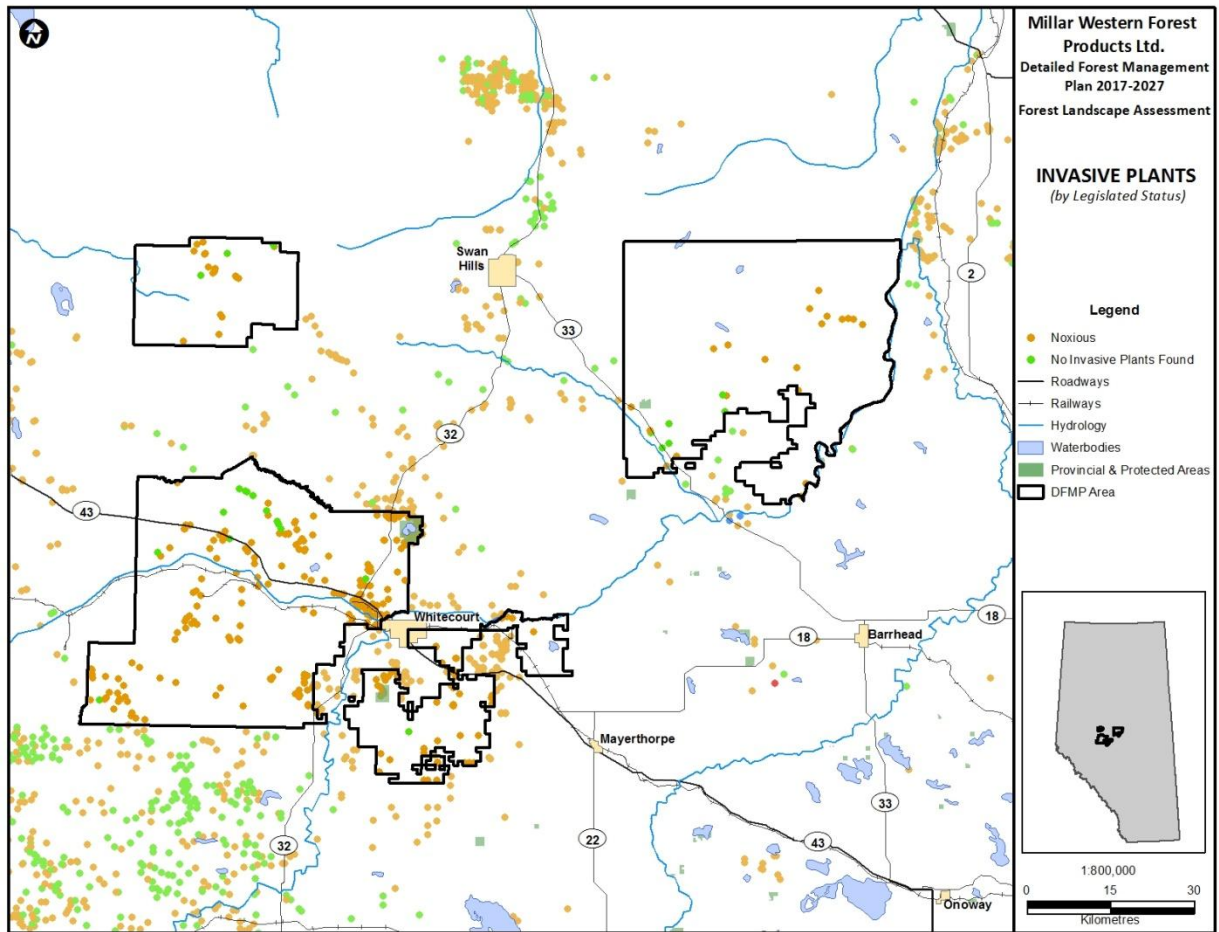 N
Millar Western Forest
Products Ltd.
Detailed Forest Management
Plan 2017-2027
Forest Landscape Assessment
INVASIVE PLANTS
(by Legislated Status)
Legend
Noxious
No Invasive Plants Found
Roadways
Railways
Hydrology
Waterbodies
Provincial & Protected Areas
DFMP Area
1:800,000
0 15 30
Kilometres
Swan
Hills
33
2
32
43
Whitecourt
18
18
Barrhead
Mayerthorpe
33
32
22
43
Onoway